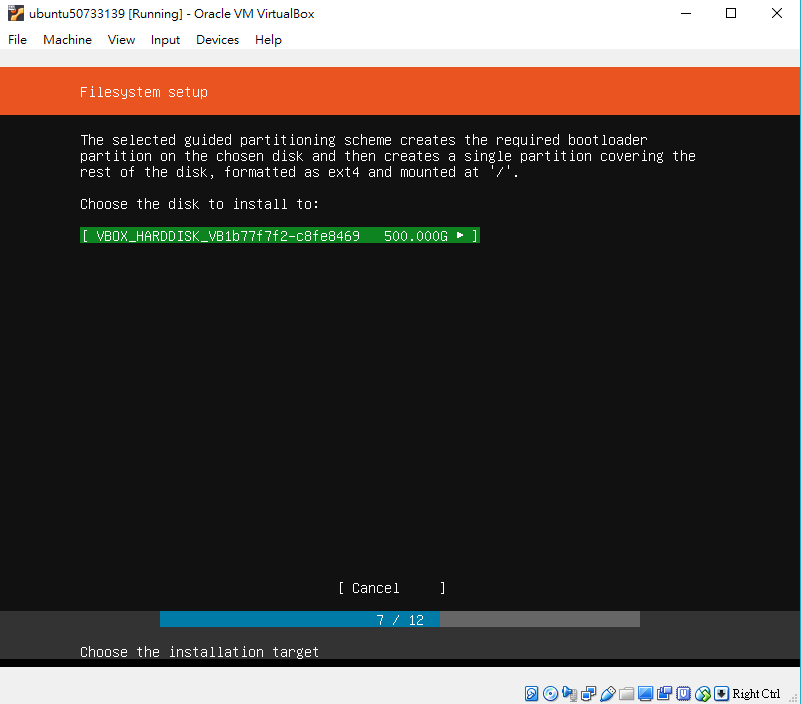 ubuntu50733139 [Running] - Oracle VM VirtualBox
File Machine View Input Devices Help
Filesystem setup
The selected guided partitioning scheme creates the required bootloader
partition on the chosen disk and then creates a single partition covering the
rest of the disk, formatted as ext4 and mounted at '/'.
Choose the disk to install to:
[ VBOX_HARDDISK_VB1b77f7f2-c8fe8469 500.000G ▸ ]
[ Cancel ]
7 / 12
Choose the installation target
Right Ctrl